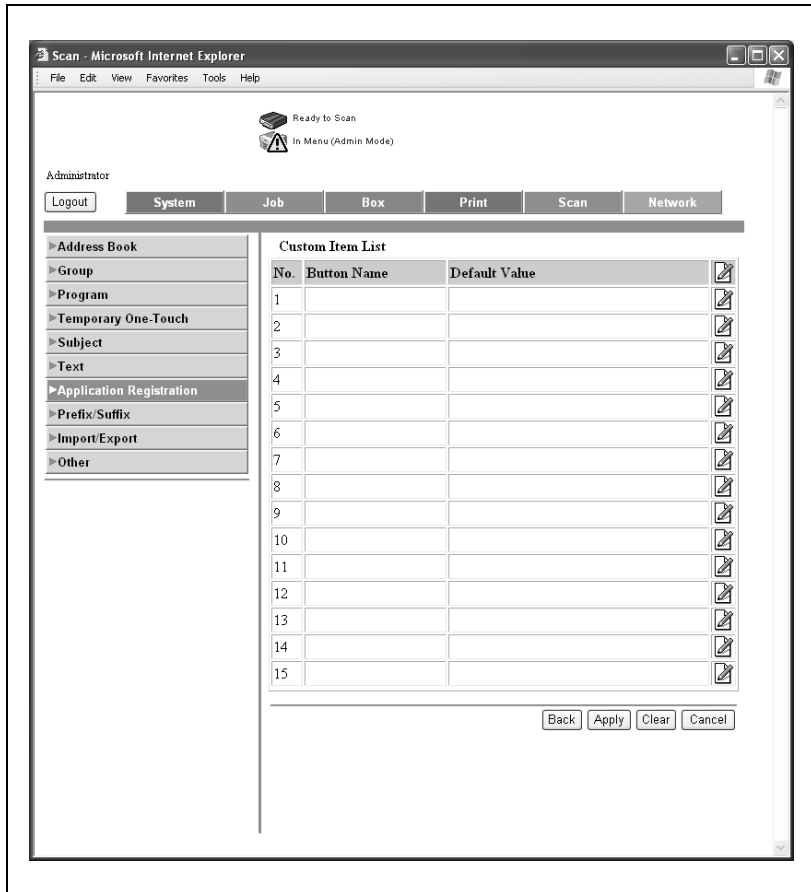 Scan - Microsoft Internet Explorer
File Edit View Favorites Tools Help
Ready to Scan
In Menu (Admin Mode)
Administrator
Logout System Job Box Print Scan Network
Address Book
Group
Program
Temporary One-Touch
Subject
Text
Application Registration
Prefix/Suffix
Import/Export
Other
Custom Item List
No. Button Name Default Value
1
2
3
4
5
6
7
8
9
10
11
12
13
14
15
Back Apply Clear Cancel